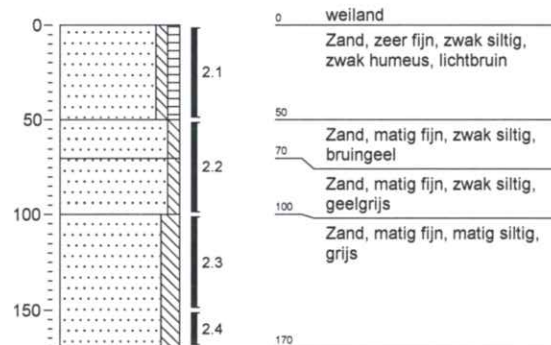 0
50
100
150
2.1
2.2
2.3
2.4
0
weiland
Zand, zeer fijn, zwak siltig,
zwak humeus, lichtbruin
50
Zand, matig fijn, zwak siltig,
bruingeel
70
Zand, matig fijn, zwak siltig,
geelgrijs
100
Zand, matig fijn, matig siltig,
grijs
170